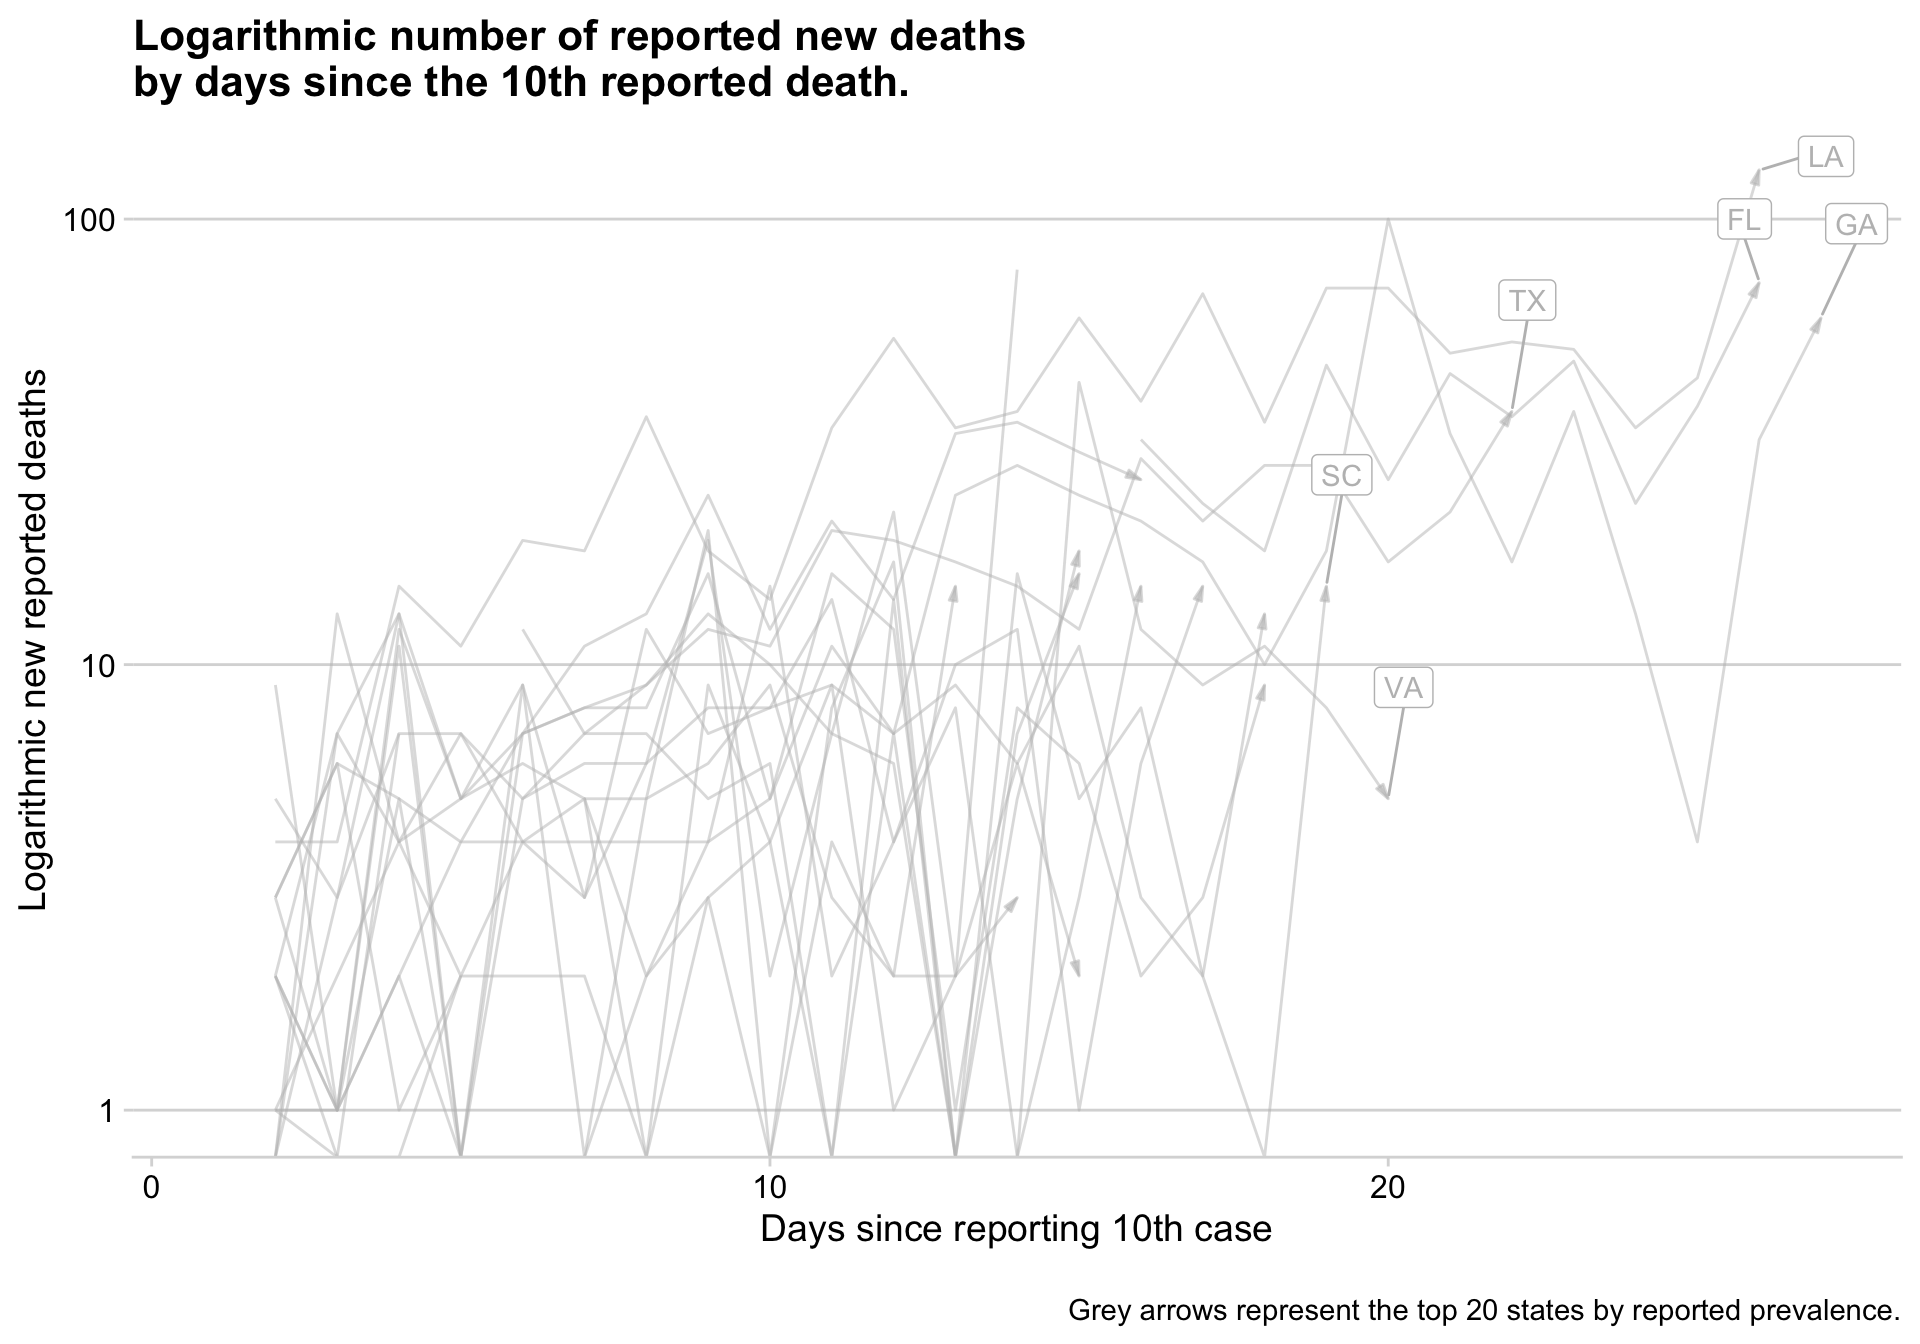 Logarithmic number of reported new deaths
by days since the 10th reported death.
LA
FL
GA
100
TX
SC
VA
10
1
Logarithmic new reported deaths
0
10
20
Days since reporting 10th case
Grey arrows represent the top 20 states by reported prevalence.